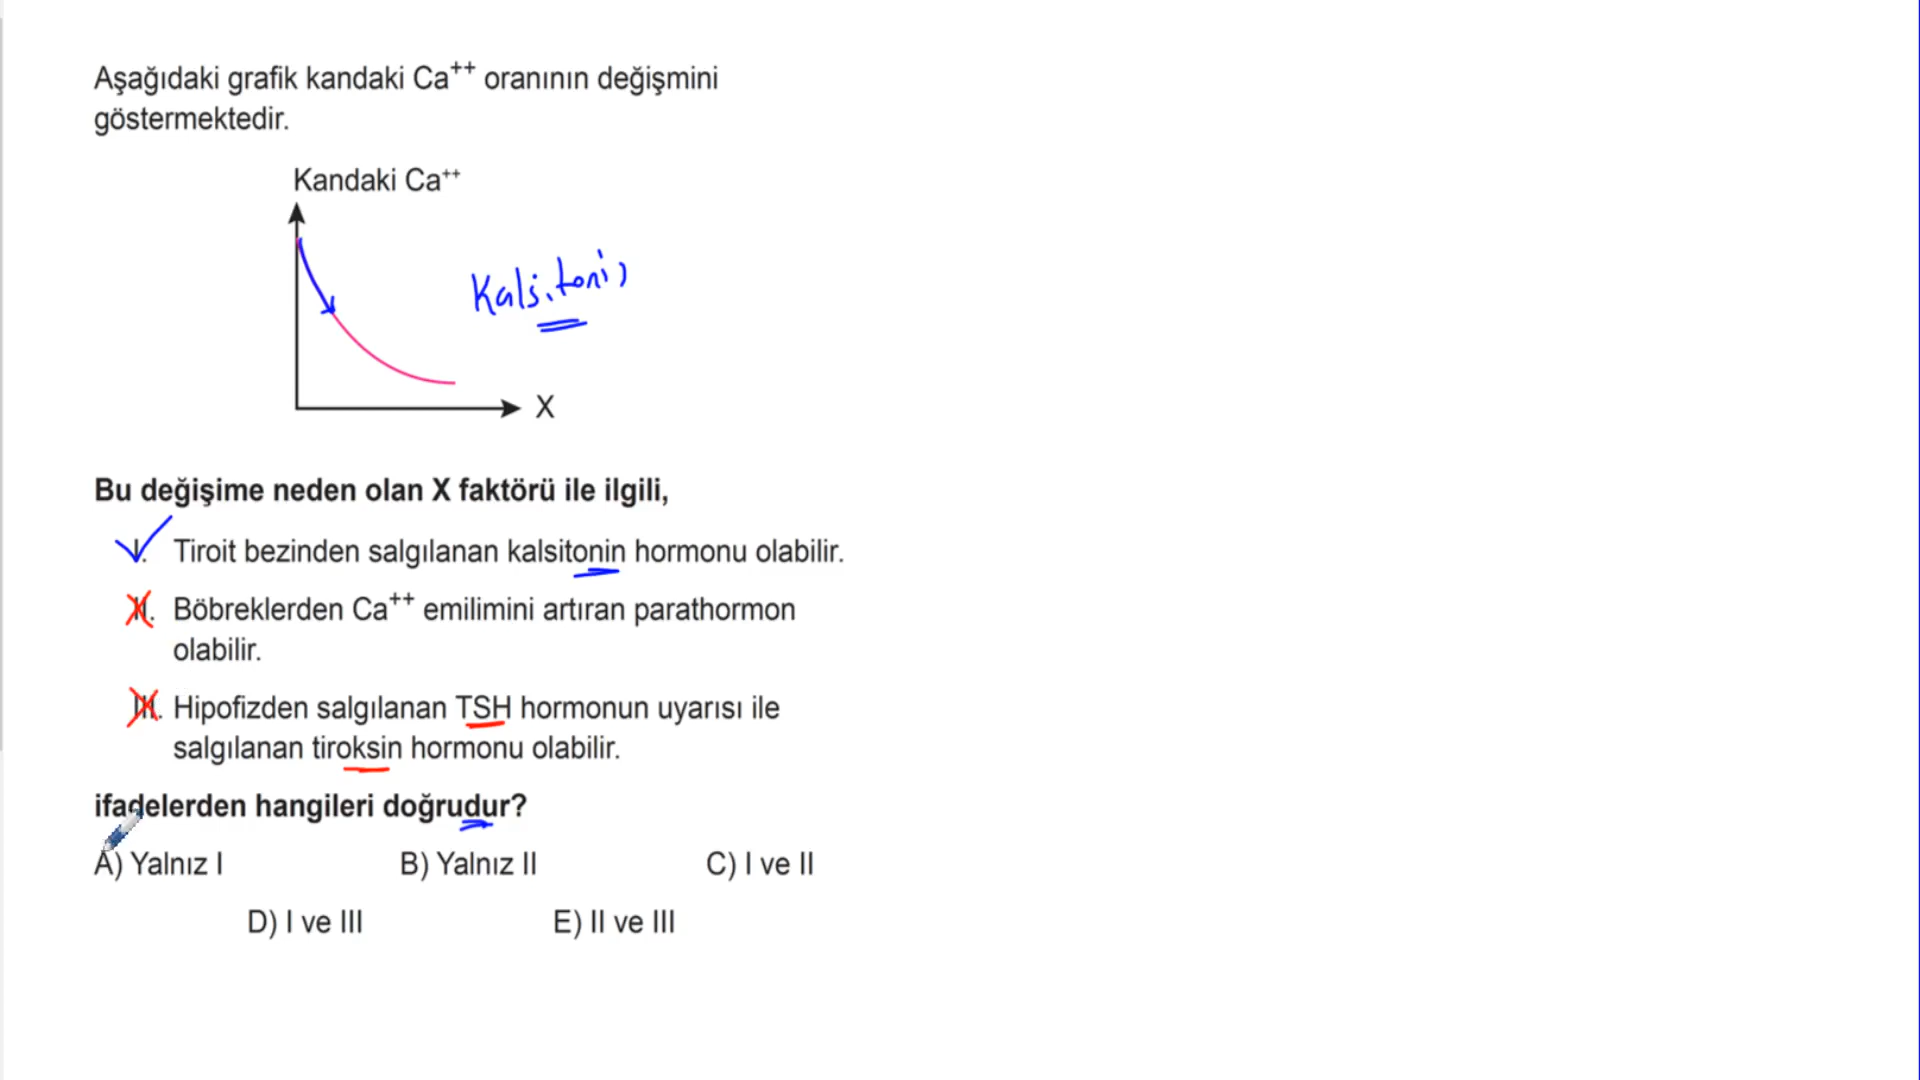 Aşağıdaki grafik kandaki Ca++ oranının değişmini
göstermektedir.
Kandaki Ca++
Kalsitonin
X
Bu değişime neden olan X faktörü ile ilgili,
I. Tiroit bezinden salgılanan kalsitonin hormonu olabilir.
II. Böbreklerden Ca++ emilimini artıran parathormon
olabilir.
III. Hipofizden salgılanan TSH hormonun uyarısı ile
salgılanan tiroksin hormonu olabilir.
ifadelerden hangileri doğrudur?
A) Yalnız I B) Yalnız II C) I ve II
D) I ve III E) II ve III